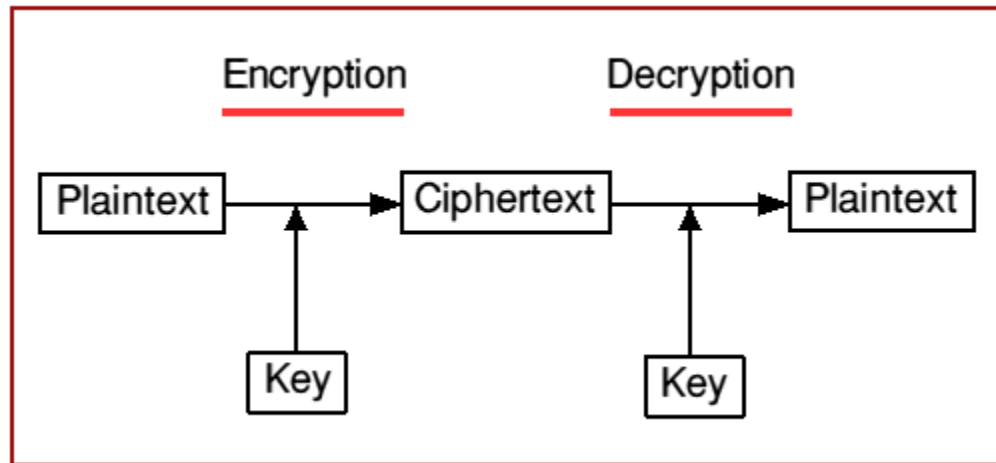 Encryption
Decryption
Plaintext
Ciphertext
Plaintext
Key
Key